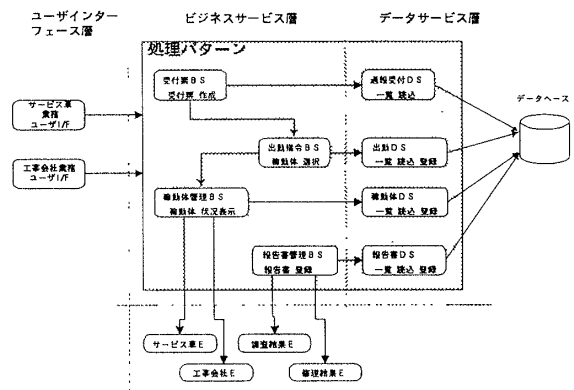 ユーザインター
フェース層
ビジネスサービス層
データサービス層
処理パターン
受付票BS
受付票 作成
通報受付DS
一覧 読込
サービス車
業務
ユーザI/F
データベース
出動指令BS
稼動体 選択
出動DS
一覧 読込 登録
工事会社業務
ユーザI/F
稼動体管理BS
稼動体 状況表示
稼動体DS
一覧 読込 登録
報告書管理BS
報告書 登録
報告書DS
一覧 読込 登録
サービス車E
調査結果E
工事会社E
修理結果E